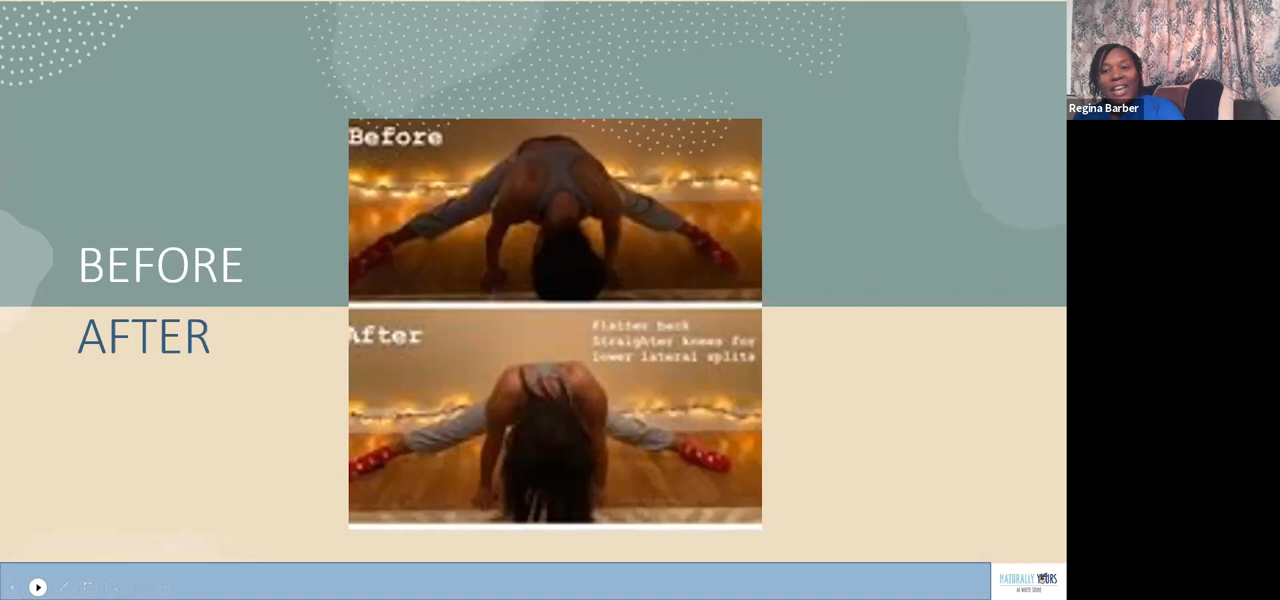 BEFORE
AFTER
Before
After
Flatter back
Straighter knees for
lower lateral splits
Regina Barber
NATURALLY YOURS